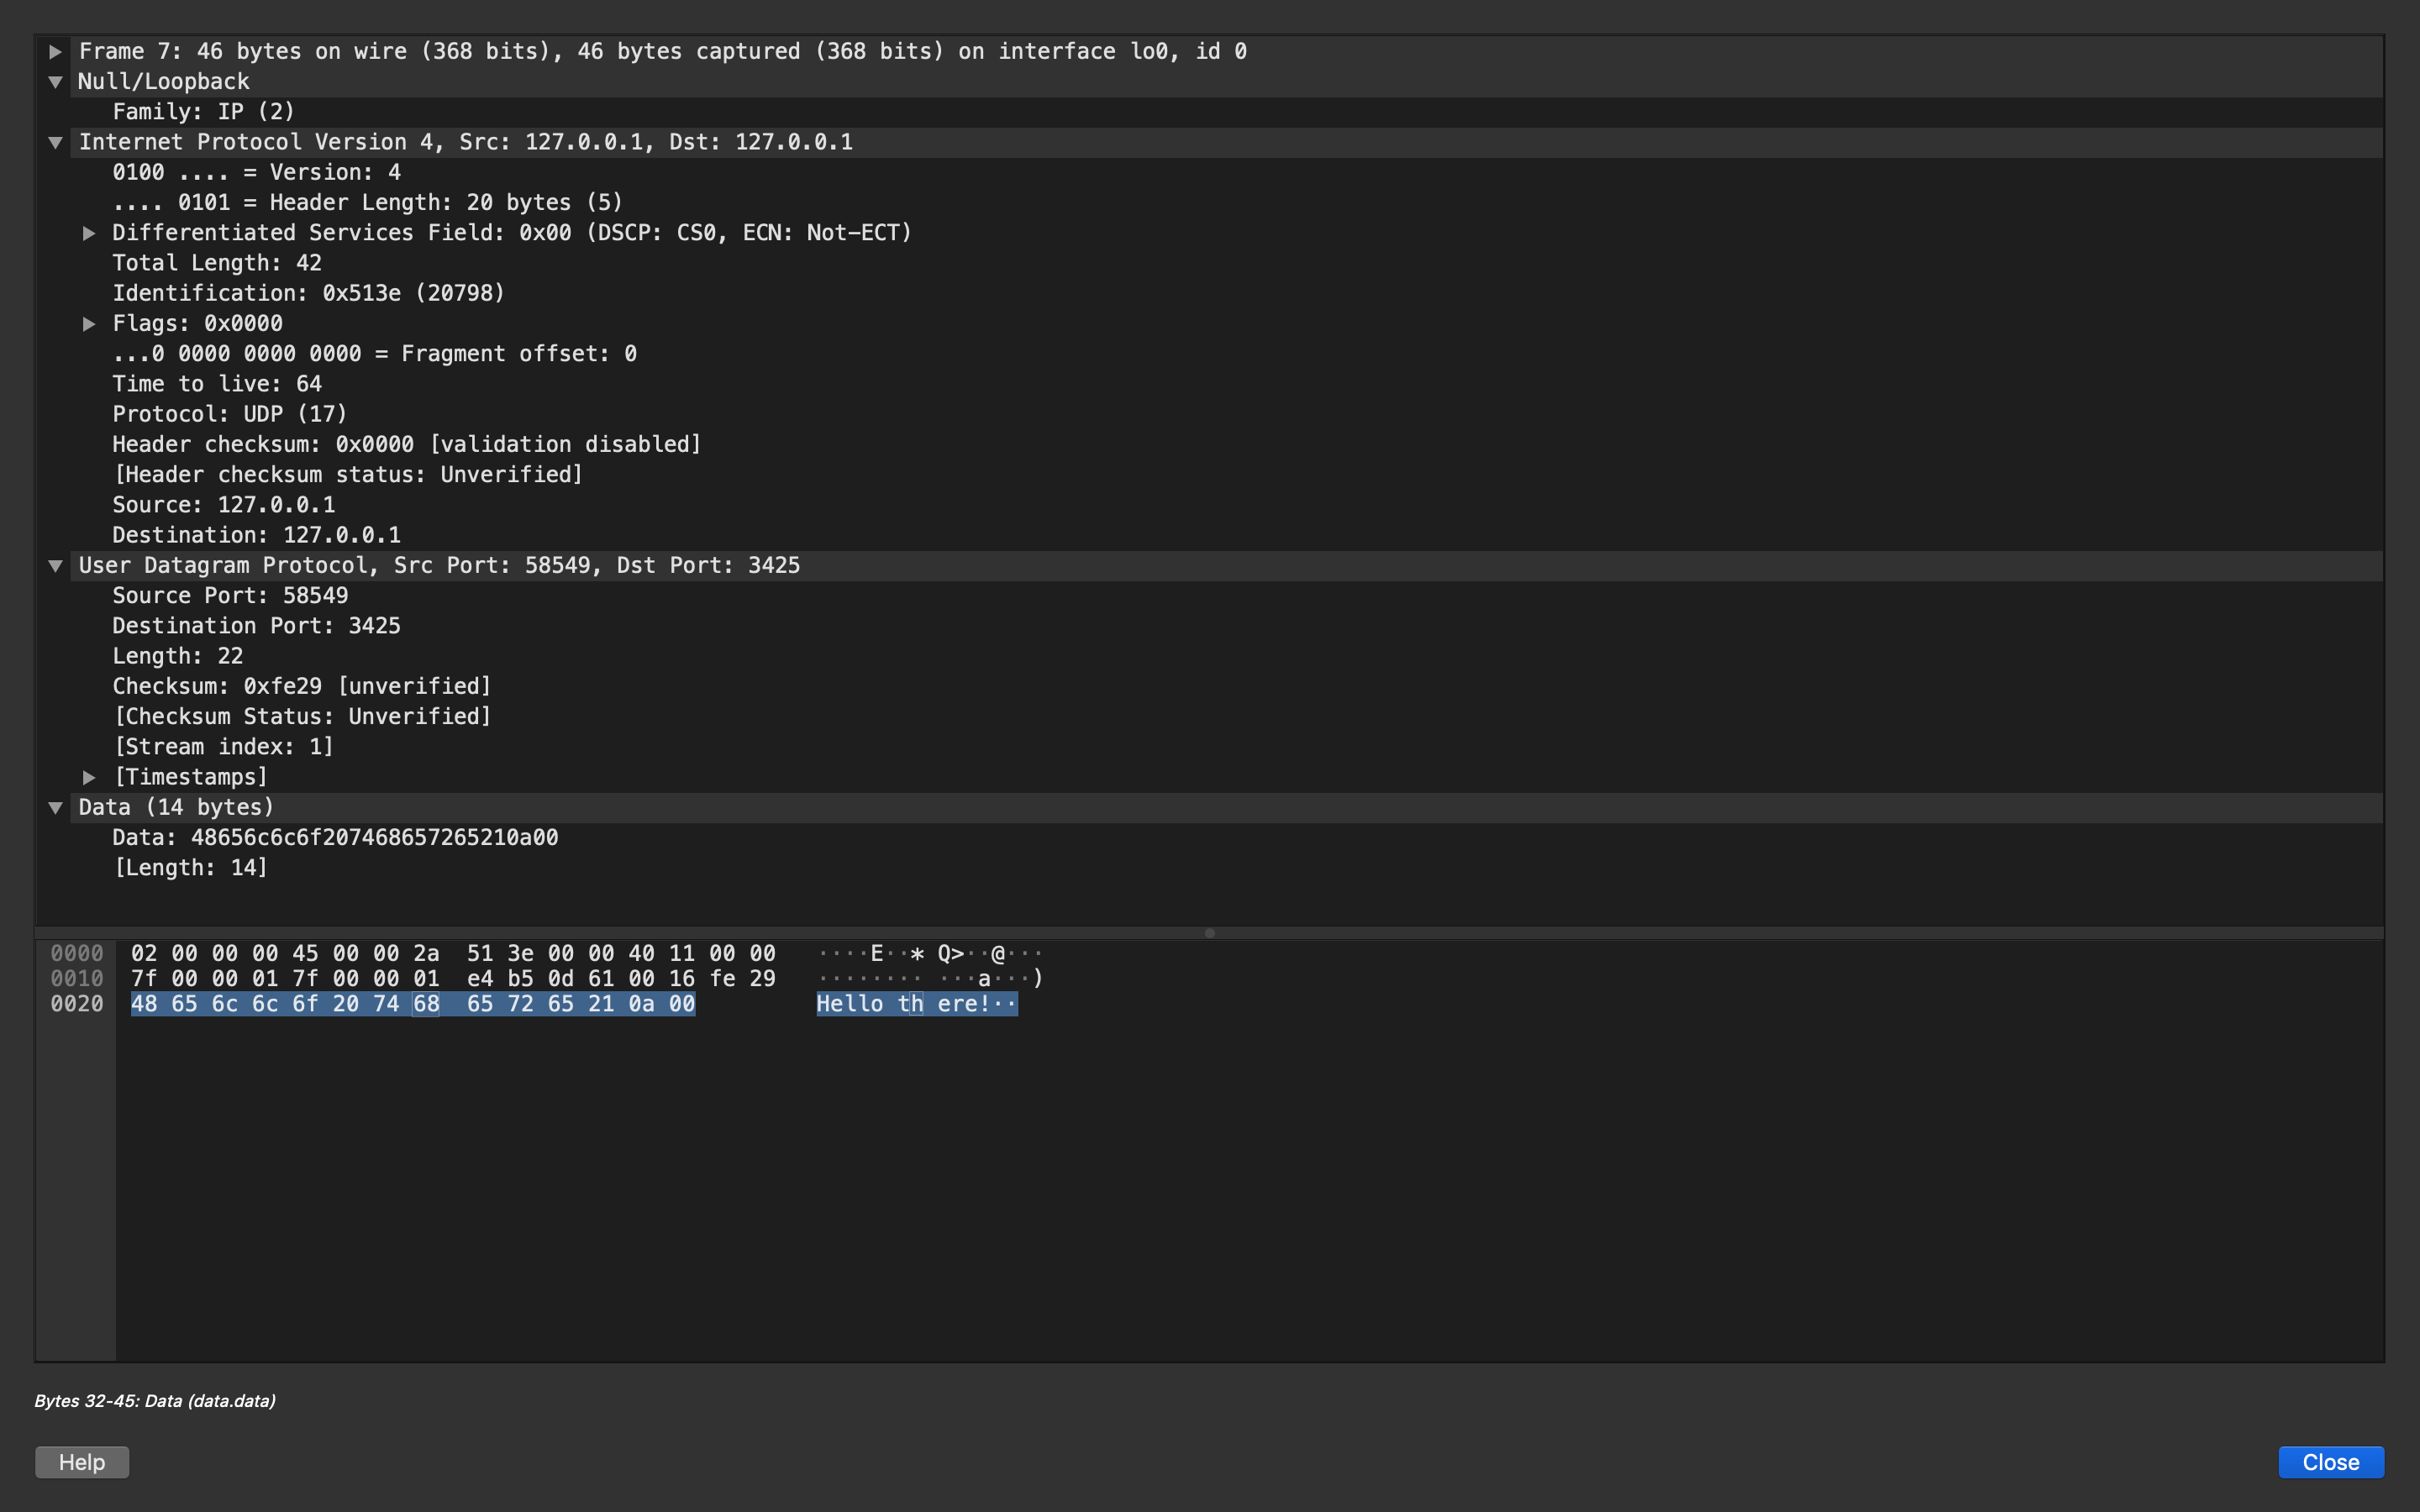 Frame 7: 46 bytes on wire (368 bits), 46 bytes captured (368 bits) on interface lo0, id 0
Null/Loopback
Family: IP (2)
Internet Protocol Version 4, Src: 127.0.0.1, Dst: 127.0.0.1
0100 .... = Version: 4
.... 0101 = Header Length: 20 bytes (5)
Differentiated Services Field: 0x00 (DSCP: CS0, ECN: Not-ECT)
Total Length: 42
Identification: 0x513e (20798)
Flags: 0x0000
...0 0000 0000 0000 = Fragment offset: 0
Time to live: 64
Protocol: UDP (17)
Header checksum: 0x0000 [validation disabled]
[Header checksum status: Unverified]
Source: 127.0.0.1
Destination: 127.0.0.1
User Datagram Protocol, Src Port: 58549, Dst Port: 3425
Source Port: 58549
Destination Port: 3425
Length: 22
Checksum: 0xfe29 [unverified]
[Checksum Status: Unverified]
[Stream index: 1]
[Timestamps]
Data (14 bytes)
Data: 48656c6c6f207468657265210a00
[Length: 14]
0000 02 00 00 00 45 00 00 2a 51 3e 00 00 40 11 00 00 ····E··* Q>··@···
0010 7f 00 00 01 7f 00 00 01 e4 b5 0d 61 00 16 fe 29 ········ ···a···)
0020 48 65 6c 6c 6f 20 74 68 65 72 65 21 0a 00 Hello th ere!··
Bytes 32-45: Data (data.data)
Help
Close